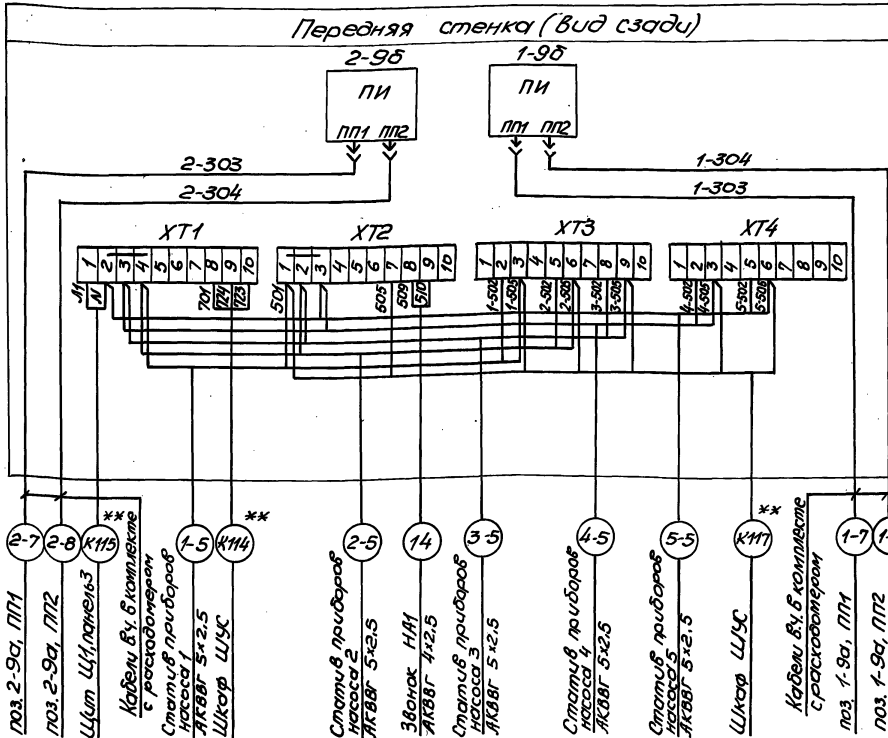 Передняя стенка (вид сзади)
2-9б
1-9б
ПИ
ПИ
ПП1 ПП2
ПП1 ПП2
2-303
1-304
2-304
1-303
ХТ1
ХТ2
ХТ3
ХТ4
1 2 3 4 5 6 7 8 9 10
1 2 3 4 5 6 7 8 9 10
1 2 3 4 5 6 7 8 9 10
1 2 3 4 5 6 7 8 9 10
Л1
N
701
724
723
501
505
509
510
1-502
1-505
2-502
2-505
3-502
3-505
4-502
4-505
5-502
5-505
2-7
2-8
К115
**
1-5
К114
**
2-5
14
3-5
4-5
5-5
К117
**
1-7
поз. 2-9а, ПП1
поз. 2-9а, ПП2
Щит Щ1, панель 3
Кабели в.ч. в комплекте
с расходомером
Статив приборов
насоса 1
АКВВГ 5×2.5
Шкаф ШУС
Статив приборов
насоса 2
АКВВГ 5×2.5
Звонок НА1
АКВВГ 4×2.5
Статив приборов
насоса 3
АКВВГ 5×2.5
Статив приборов
насоса 4
АКВВГ 5×2.5
Статив приборов
насоса 5
АКВВГ 5×2.5
Шкаф ШУС
Кабели в.ч. в комплекте
с расходомером
поз. 1-9а, ПП1
поз. 1-9а, ПП2